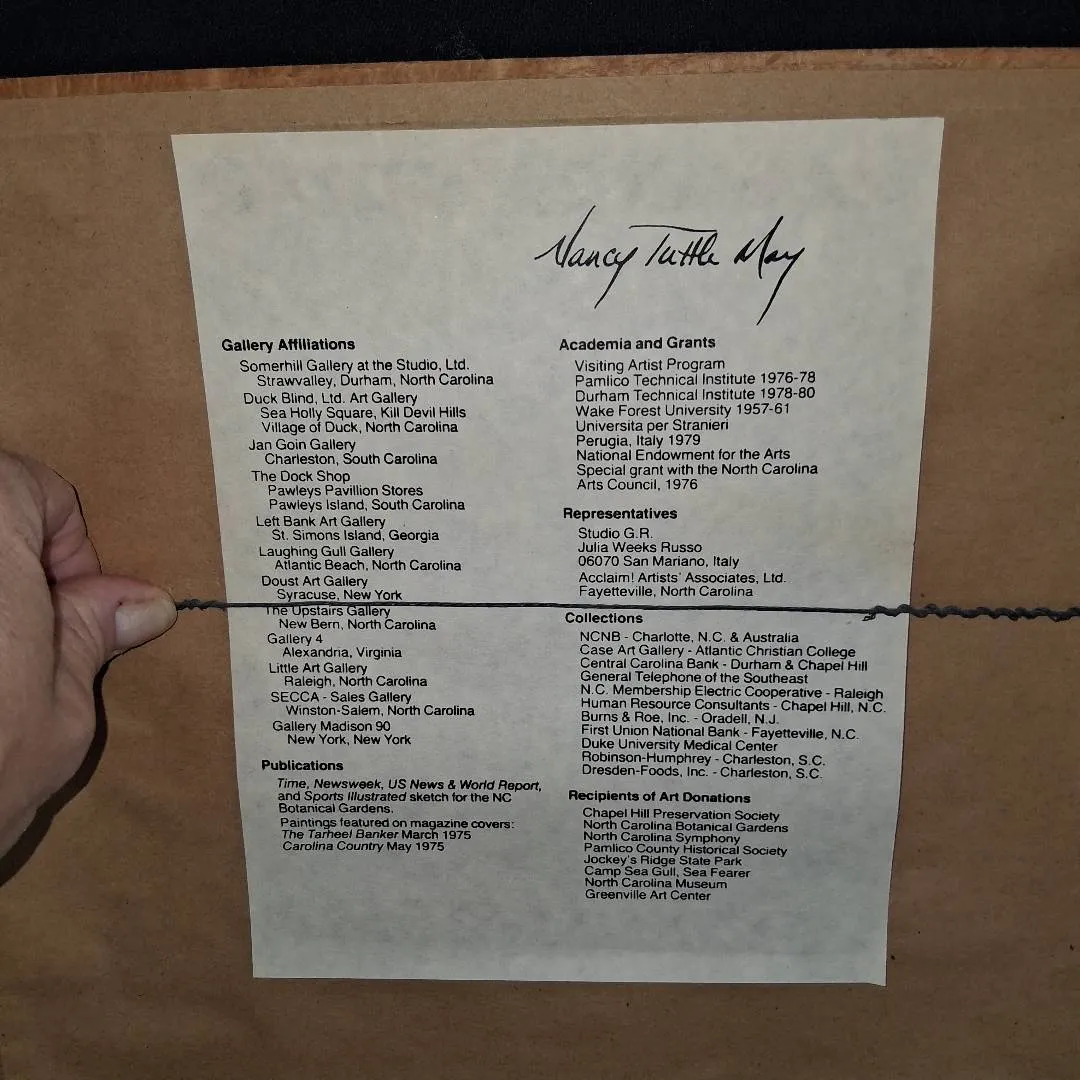 Nancy Tuttle May
Gallery Affiliations
Somerhill Gallery at the Studio, Ltd.
Strawvalley, Durham, North Carolina
Duck Blind, Ltd. Art Gallery
Sea Holly Square, Kill Devil Hills
Village of Duck, North Carolina
Jan Goin Gallery
Charleston, South Carolina
The Dock Shop
Pawleys Pavillion Stores
Pawleys Island, South Carolina
Left Bank Art Gallery
St. Simons Island, Georgia
Laughing Gull Gallery
Atlantic Beach, North Carolina
Doust Art Gallery
Syracuse, New York
The Upstairs Gallery
New Bern, North Carolina
Gallery 4
Alexandria, Virginia
Little Art Gallery
Raleigh, North Carolina
SECCA - Sales Gallery
Winston-Salem, North Carolina
Gallery Madison 90
New York, New York
Publications
Time, Newsweek, US News & World Report,
and Sports Illustrated sketch for the NC
Botanical Gardens.
Paintings featured on magazine covers:
The Tarheel Banker March 1975
Carolina Country May 1975
Academia and Grants
Visiting Artist Program
Pamlico Technical Institute 1976-78
Durham Technical Institute 1978-80
Wake Forest University 1957-61
Universita per Stranieri
Perugia, Italy 1979
National Endowment for the Arts
Special grant with the North Carolina
Arts Council, 1976
Representatives
Studio G.R.
Julia Weeks Russo
06070 San Mariano, Italy
Acclaim! Artists' Associates, Ltd.
Fayetteville, North Carolina
Collections
NCNB - Charlotte, N.C. & Australia
Case Art Gallery - Atlantic Christian College
Central Carolina Bank - Durham & Chapel Hill
General Telephone of the Southeast
N.C. Membership Electric Cooperative - Raleigh
Human Resource Consultants - Chapel Hill, N.C.
Burns & Roe, Inc. - Oradell, N.J.
First Union National Bank - Fayetteville, N.C.
Duke University Medical Center
Robinson-Humphrey - Charleston, S.C.
Dresden-Foods, Inc. - Charleston, S.C.
Recipients of Art Donations
Chapel Hill Preservation Society
North Carolina Botanical Gardens
North Carolina Symphony
Pamlico County Historical Society
Jockey's Ridge State Park
Camp Sea Gull, Sea Fearer
North Carolina Museum
Greenville Art Center